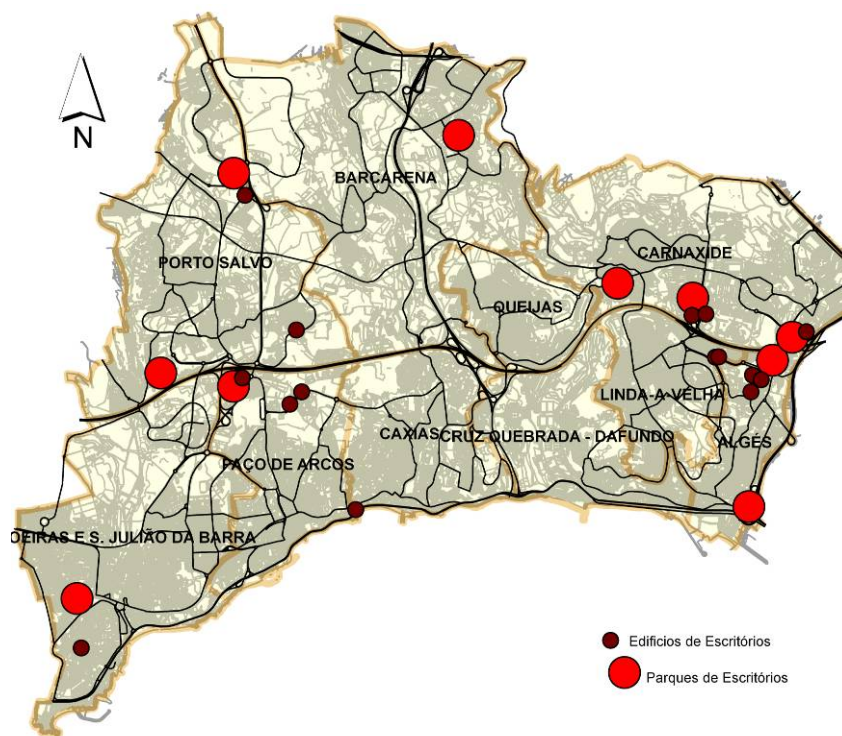 N
BARCARENA
CARNAXIDE
PORTO SALVO
QUEIJAS
LINDA-A-VELHA
CAXIAS
CRUZ QUEBRADA - DAFUNDO
ALGÉS
PAÇO DE ARCOS
OEIRAS E S. JULIÃO DA BARRA
Edificios de Escritórios
Parques de Escritórios